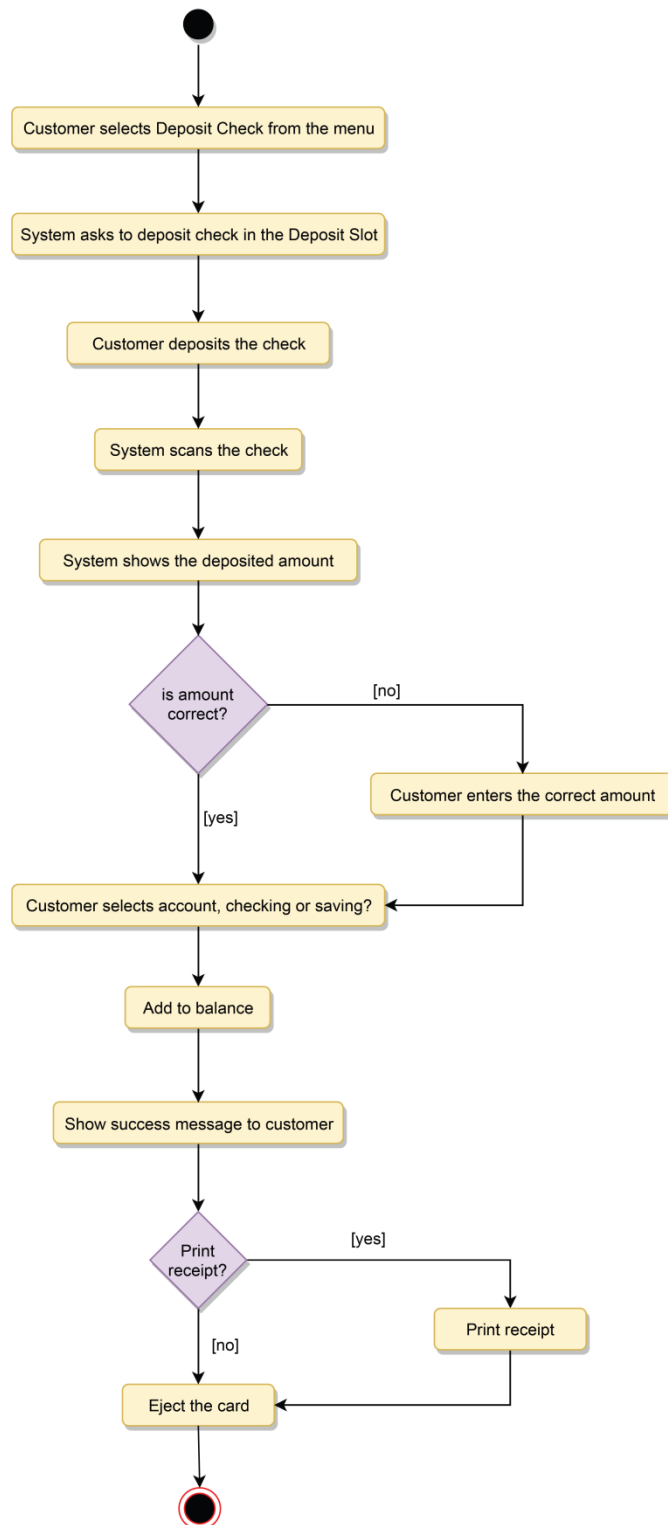 Customer selects Deposit Check from the menu
System asks to deposit check in the Deposit Slot
Customer deposits the check
System scans the check
System shows the deposited amount
is amount
correct?
[no]
Customer enters the correct amount
[yes]
Customer selects account, checking or saving?
Add to balance
Show success message to customer
Print
receipt?
[yes]
Print receipt
[no]
Eject the card